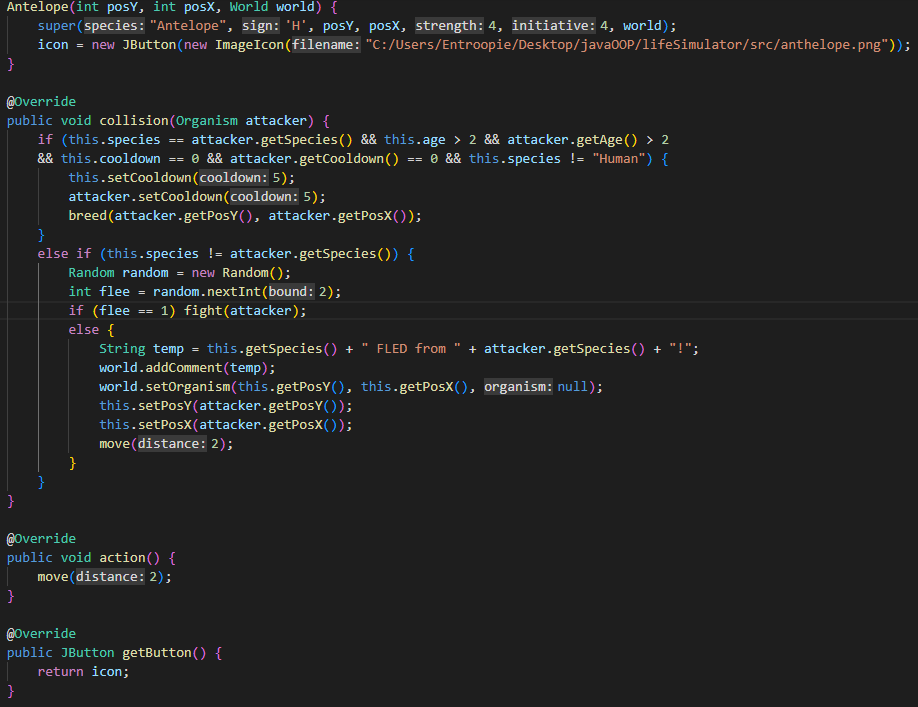 Antelope(int posY, int posX, World world) {
super(species: "Antelope", sign: 'H', posY, posX, strength: 4, initiative: 4, world);
icon = new JButton(new ImageIcon(filename: "C:/Users/Entroopie/Desktop/javaOOP/lifeSimulator/src/anthelope.png"));
}
@Override
public void collision(Organism attacker) {
if (this.species == attacker.getSpecies() && this.age > 2 && attacker.getAge() > 2
&& this.cooldown == 0 && attacker.getCooldown() == 0 && this.species != "Human") {
this.setCooldown(cooldown: 5);
attacker.setCooldown(cooldown: 5);
breed(attacker.getPosY(), attacker.getPosX());
}
else if (this.species != attacker.getSpecies()) {
Random random = new Random();
int flee = random.nextInt(bound: 2);
if (flee == 1) fight(attacker);
else {
String temp = this.getSpecies() + " FLED from " + attacker.getSpecies() + "!";
world.addComment(temp);
world.setOrganism(this.getPosY(), this.getPosX(), organism: null);
this.setPosY(attacker.getPosY());
this.setPosX(attacker.getPosX());
move(distance: 2);
}
}
}
@Override
public void action() {
move(distance: 2);
}
@Override
public JButton getButton() {
return icon;
}